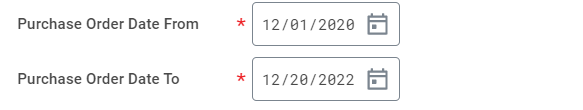 Purchase Order Date From * 12/01/2020
Purchase Order Date To * 12/20/2022